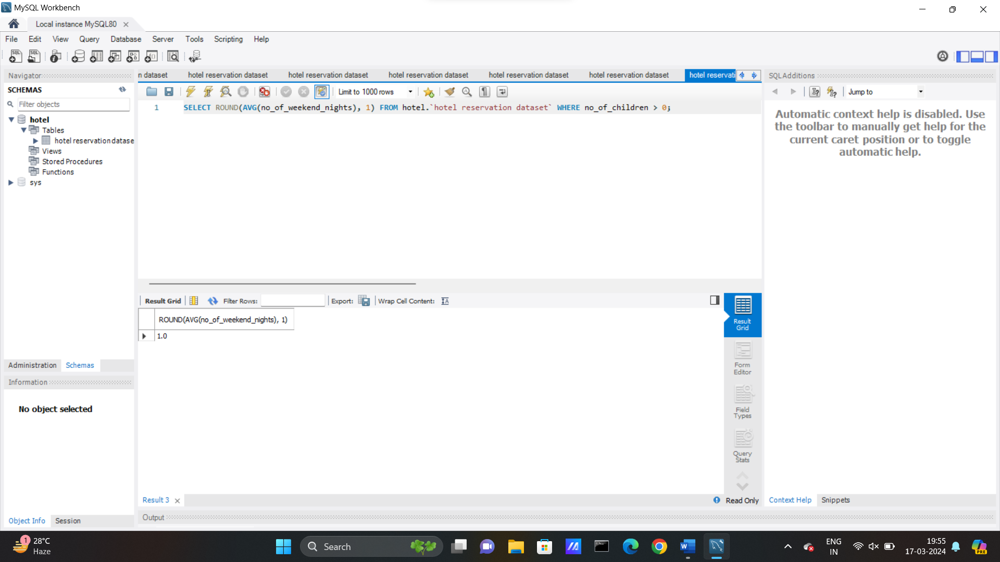 MySQL Workbench
Local instance MySQL80
File Edit View Query Database Server Tools Scripting Help
Navigator
SCHEMAS
Filter objects
hotel
Tables
hotel reservation datase
Views
Stored Procedures
Functions
sys
Administration Schemas
Information
No object selected
Object Info Session
n dataset hotel reservation dataset hotel reservation dataset hotel reservation dataset hotel reservation dataset hotel reservation dataset hotel reservati
Limit to 1000 rows
1 SELECT ROUND(AVG(no_of_weekend_nights), 1) FROM hotel.`hotel reservation dataset` WHERE no_of_children > 0;
Result Grid Filter Rows: Export: Wrap Cell Content:
ROUND(AVG(no_of_weekend_nights), 1)
1.0
Result
Grid
Form
Editor
Field
Types
Query
Stats
Result 3 Read Only
Output
SQLAdditions
Jump to
Automatic context help is disabled. Use
the toolbar to manually get help for the
current caret position or to toggle
automatic help.
Context Help Snippets
1
28°C
Haze
Search
ENG
IN
19:55
17-03-2024
PRE